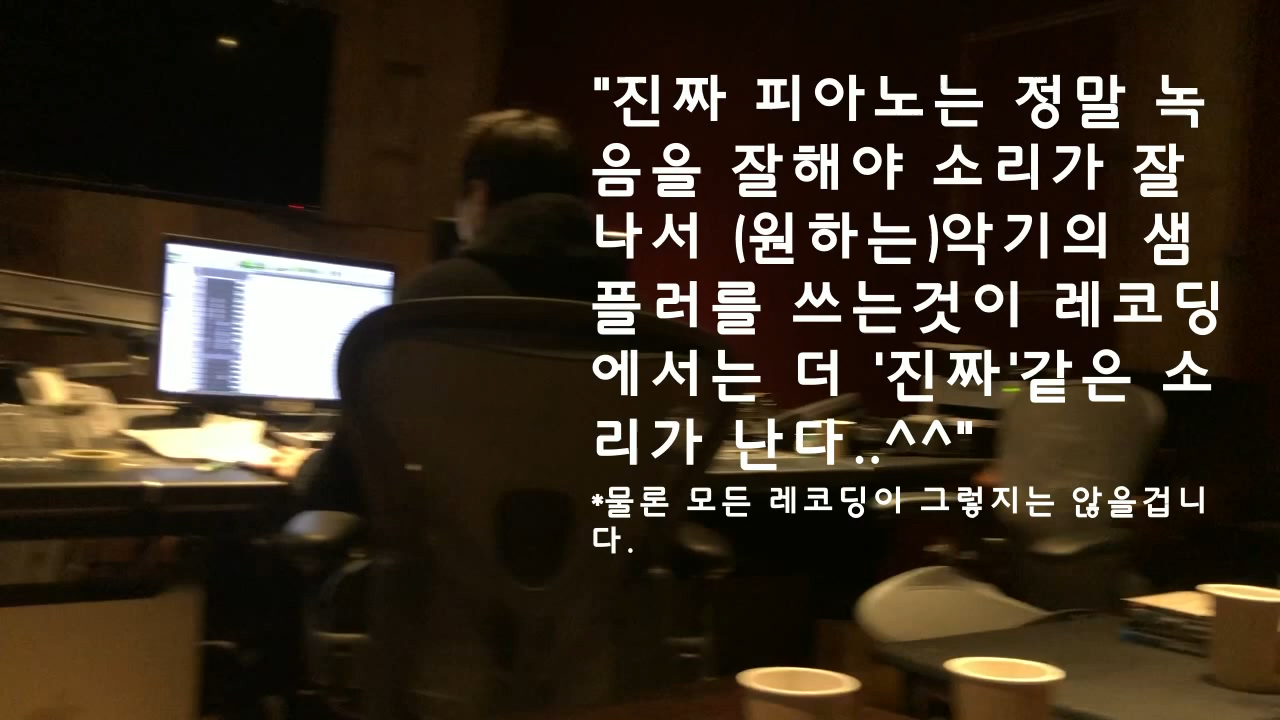 "진짜 피아노는 정말 녹
음을 잘해야 소리가 잘
나서 (원하는)악기의 샘
플러를 쓰는것이 레코딩
에서는 더 '진짜'같은 소
리가 난다..^^"
*물론 모든 레코딩이 그렇지는 않을겁니
다.